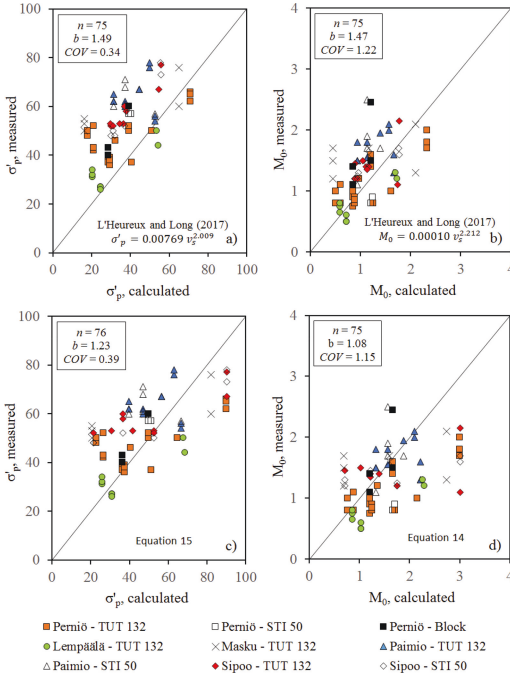 n = 75
b = 1.49
COV = 0.34
σ'p, measured
100
80
60
40
20
0
0 20 40 60 80 100
σ'p, calculated
L'Heureux and Long (2017)
σ'p = 0.00769 vs^2.009
a)
n = 75
b = 1.47
COV = 1.22
M0, measured
4
3
2
1
0
0 1 2 3 4
M0, calculated
L'Heureux and Long (2017)
M0 = 0.00010 vs^2.212
b)
n = 76
b = 1.23
COV = 0.39
σ'p, measured
100
80
60
40
20
0
0 20 40 60 80 100
σ'p, calculated
Equation 15
c)
n = 75
b = 1.08
COV = 1.15
M0, measured
4
3
2
1
0
0 1 2 3 4
M0, calculated
Equation 14
d)
Perniö - TUT 132
Perniö - STI 50
Perniö - Block
Lempäälä - TUT 132
Masku - TUT 132
Paimio - TUT 132
Paimio - STI 50
Sipoo - TUT 132
Sipoo - STI 50